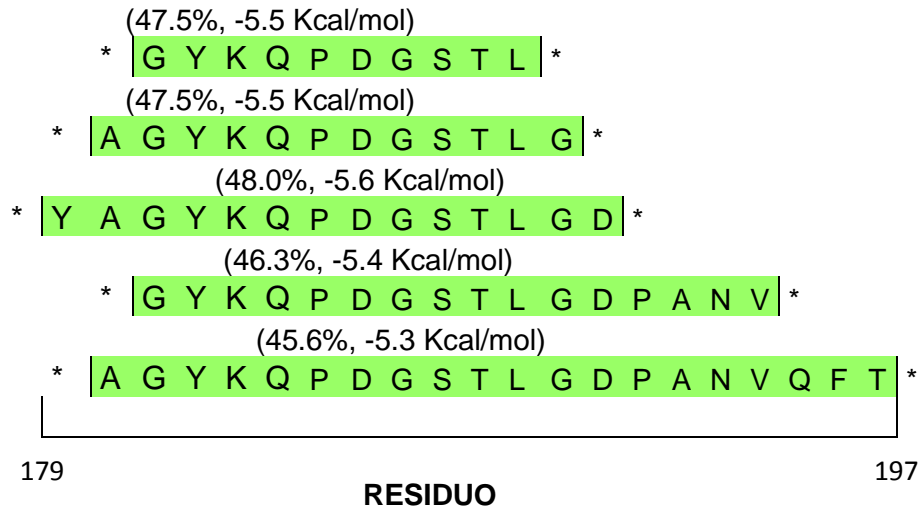 (47.5%, -5.5 Kcal/mol)
* G Y K Q P D G S T L *
(47.5%, -5.5 Kcal/mol)
* A G Y K Q P D G S T L G *
(48.0%, -5.6 Kcal/mol)
* Y A G Y K Q P D G S T L G D *
(46.3%, -5.4 Kcal/mol)
* G Y K Q P D G S T L G D P A N V *
(45.6%, -5.3 Kcal/mol)
* A G Y K Q P D G S T L G D P A N V Q F T *
179 197
RESIDUO